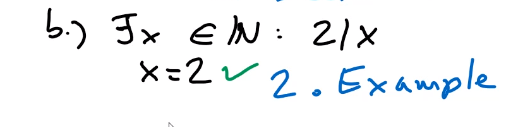 b.) ∃x ∈ ℕ : 2/x
x=2 ✓ 2. Example